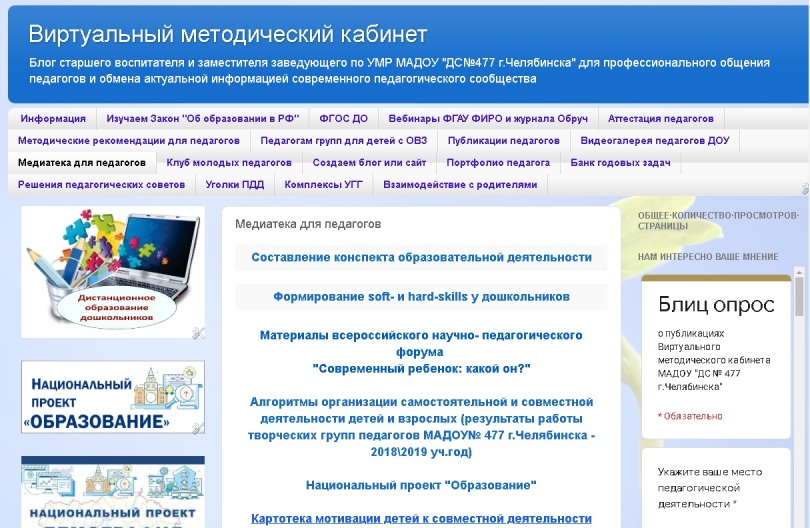 Виртуальный методический кабинет
Блог старшего воспитателя и заместителя заведующего по УМР МАДОУ "ДС№477 г.Челябинска" для профессионального общения
педагогов и обмена актуальной информацией современного педагогического сообщества
Информация Изучаем Закон "Об образовании в РФ" ФГОС ДО Вебинары ФГАУ ФИРО и журнала Обруч Аттестация педагогов
Методические рекомендации для педагогов Педагогам групп для детей с ОВЗ Публикации педагогов Видеогалерея педагогов ДОУ
Медиатека для педагогов Клуб молодых педагогов Создаем блог или сайт Портфолио педагога Банк годовых задач
Решения педагогических советов Уголки ПДД Комплексы УГГ Взаимодействие с родителями
Дистанционное
образование
дошкольников
НАЦИОНАЛЬНЫЙ
ПРОЕКТ
«ОБРАЗОВАНИЕ»
НАЦИОНАЛЬНЫЙ ПРОЕКТ
Медиатека для педагогов
Составление конспекта образовательной деятельности
Формирование soft- и hard-skills у дошкольников
Материалы всероссийского научно- педагогического
форума
"Современный ребенок: какой он?"
Алгоритмы организации самостоятельной и совместной
деятельности детей и взрослых (результаты работы
творческих групп педагогов МАДОУ№ 477 г.Челябинска -
2018\2019 уч.год)
Национальный проект "Образование"
Картотека мотивации детей к совместной деятельности
ОБЩЕЕ·КОЛИЧЕСТВО·ПРОСМОТРОВ·
СТРАНИЦЫ
НАМ ИНТЕРЕСНО ВАШЕ МНЕНИЕ
Блиц опрос
о публикациях
Виртуального
методического кабинета
МАДОУ "ДС № 477
г.Челябинска"
* Обязательно
Укажите ваше место
педагогической
деятельности *